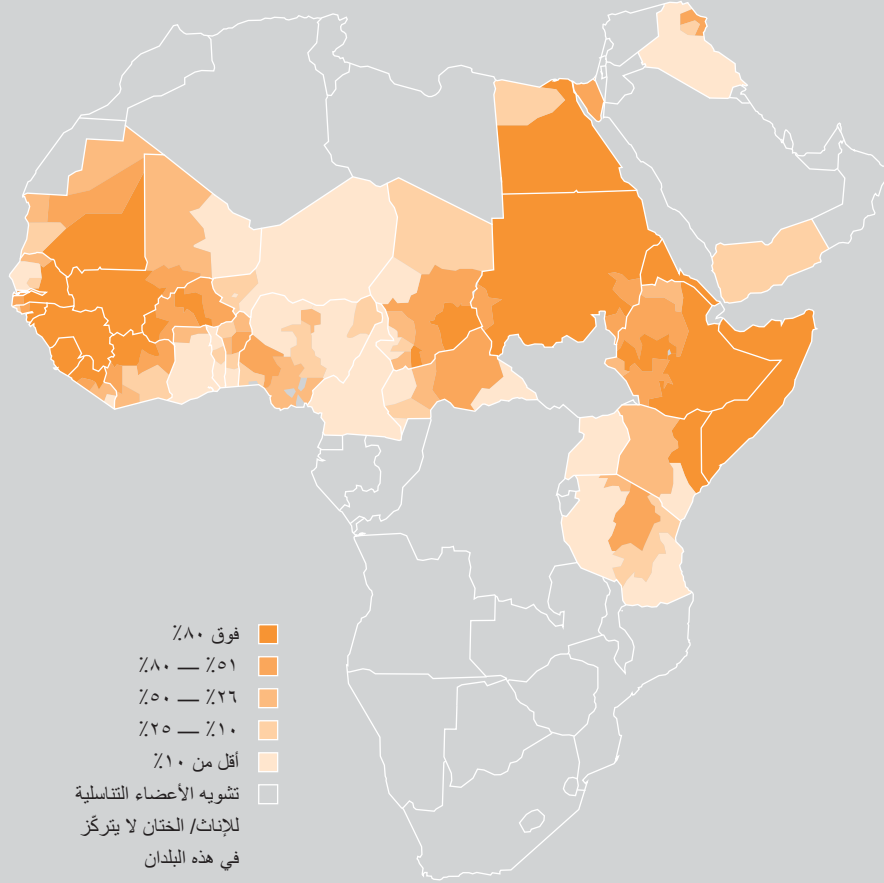 فوق ٨٠٪
٥١٪ — ٨٠٪
٢٦٪ — ٥٠٪
١٠٪ — ٢٥٪
أقل من ١٠٪
تشويه الأعضاء التناسلية
للإناث/ الختان لا يتركّز
في هذه البلدان